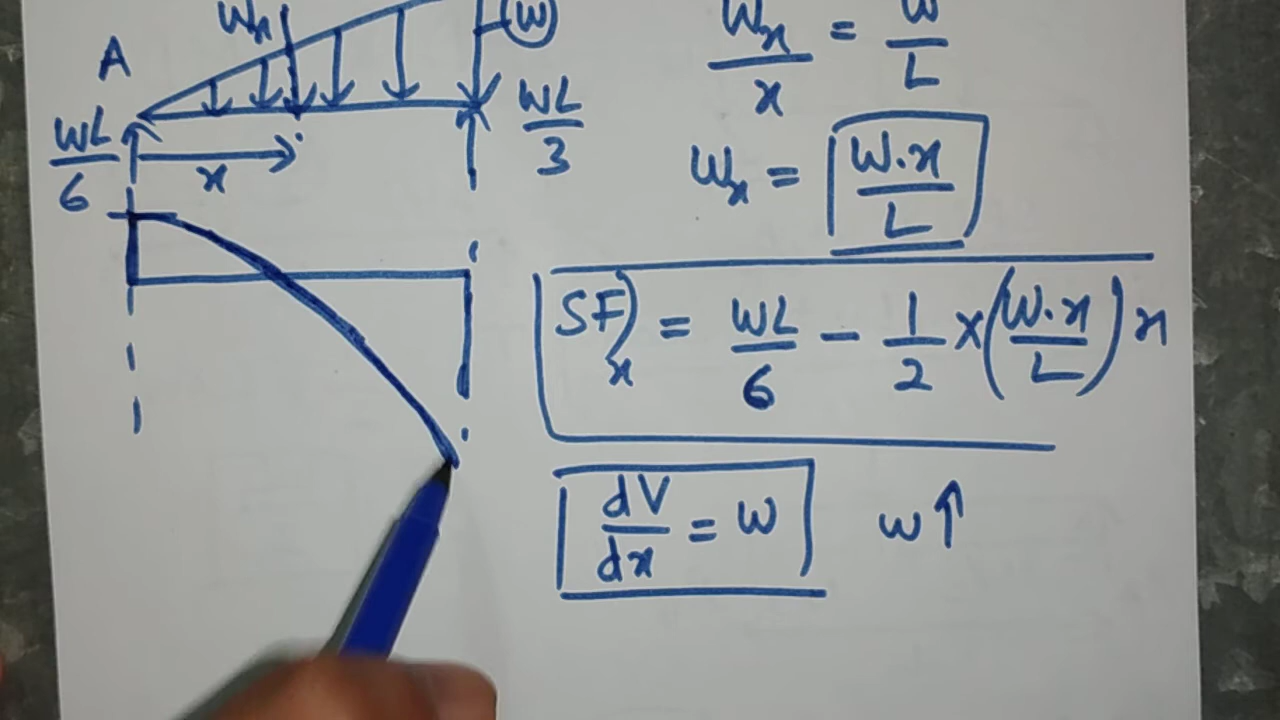 Wx
(W)
A
WL/6
x
WL/3
Wx/x = W/L
Wx = W.x/L
SF)x = WL/6 - 1/2 × (W.x/L) x
dV/dx = w
w↑